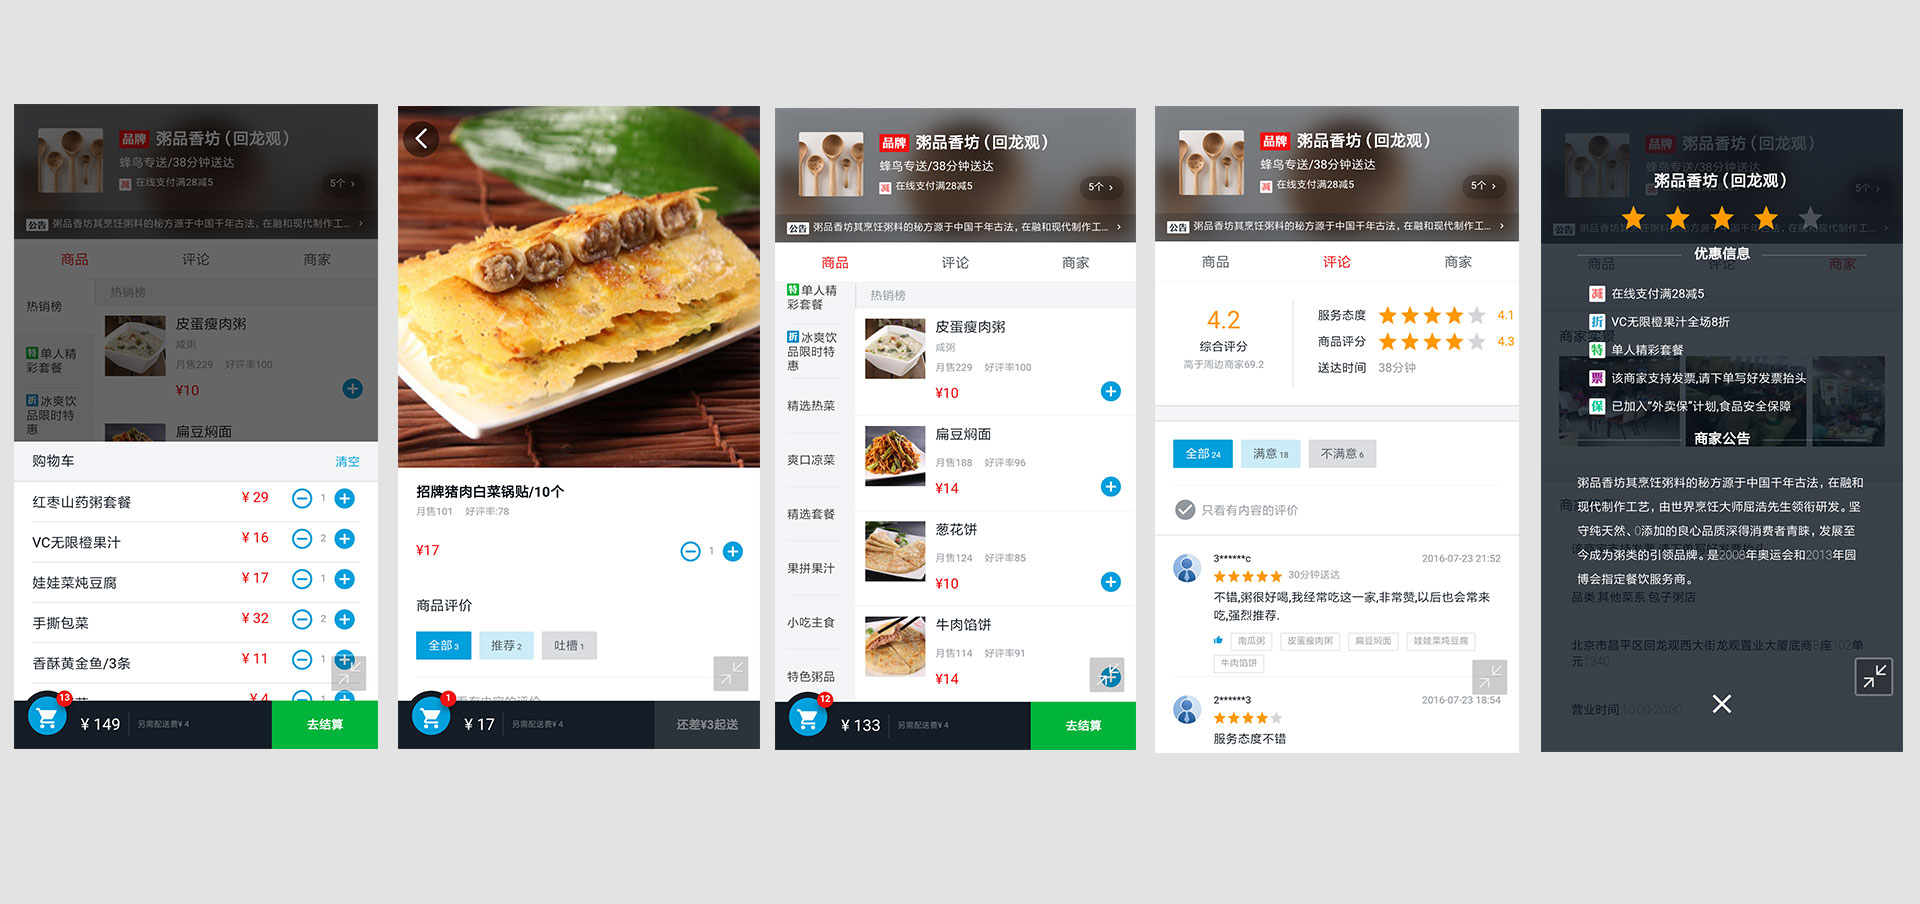 品牌 粥品香坊（回龙观）
蜂鸟专送/38分钟送达
减 在线支付满28减5
5个 >
公告 粥品香坊其烹饪粥料的秘方源于中国千年古法，在融和现代制作工... >
商品 评论 商家
热销榜
热销榜
特 单人精
彩套餐
折 冰爽饮
品限时特
惠
皮蛋瘦肉粥
咸粥
月售229 好评率100
¥10
扁豆焖面
购物车 清空
红枣山药粥套餐 ¥ 29 1
VC无限橙果汁 ¥ 16 2
娃娃菜炖豆腐 ¥ 17 1
手撕包菜 ¥ 32 2
香酥黄金鱼/3条 ¥ 11 1
¥ 4 1
13
¥ 149 另需配送费¥ 4 去结算
招牌猪肉白菜锅贴/10个
月售101 好评率:78
¥17 1
商品评价
全部 3 推荐 2 吐槽 1
1
¥ 17 另需配送费¥ 4 还差¥3起送
品牌 粥品香坊（回龙观）
蜂鸟专送/38分钟送达
减 在线支付满28减5
5个 >
公告 粥品香坊其烹饪粥料的秘方源于中国千年古法，在融和现代制作工... >
商品 评论 商家
特 单人精
彩套餐
折 冰爽饮
品限时特
惠
精选热菜
爽口凉菜
精选套餐
果拼果汁
小吃主食
特色粥品
热销榜
皮蛋瘦肉粥
咸粥
月售229 好评率100
¥10
扁豆焖面
月售188 好评率96
¥14
葱花饼
月售124 好评率85
¥10
牛肉馅饼
月售114 好评率91
¥14
12
¥ 133 另需配送费¥ 4 去结算
品牌 粥品香坊（回龙观）
蜂鸟专送/38分钟送达
减 在线支付满28减5
5个 >
公告 粥品香坊其烹饪粥料的秘方源于中国千年古法，在融和现代制作工... >
商品 评论 商家
4.2
综合评分
高于周边商家69.2
服务态度 4.1
商品评分 4.3
送达时间 38分钟
全部 24 满意 18 不满意 6
只看有内容的评价
3******c 2016-07-23 21:52
30分钟送达
不错,粥很好喝,我经常吃这一家,非常赞,以后也会常来
吃,强烈推荐.
南瓜粥 皮蛋瘦肉粥 扁豆焖面 娃娃菜炖豆腐
牛肉馅饼
2******3 2016-07-23 18:54
服务态度不错
品牌 粥品香坊（回龙观）
5个 >
粥品香坊（回龙观）
优惠信息
商品 评论 商家
减 在线支付满28减5
折 VC无限橙果汁全场8折
特 单人精彩套餐
票 该商家支持发票,请下单写好发票抬头
保 已加入"外卖保"计划,食品安全保障
商家公告
粥品香坊其烹饪粥料的秘方源于中国千年古法，在融和
现代制作工艺，由世界烹饪大师屈浩先生领衔研发。坚
守纯天然、0添加的良心品质深得消费者青睐，发展至
今成为粥类的引领品牌。是2008年奥运会和2013年园
博会指定餐饮服务商。
品类 其他菜系 包子粥店
北京市昌平区回龙观西大街龙观置业大厦底商B座102单
元1340
营业时间 10:00-20:30